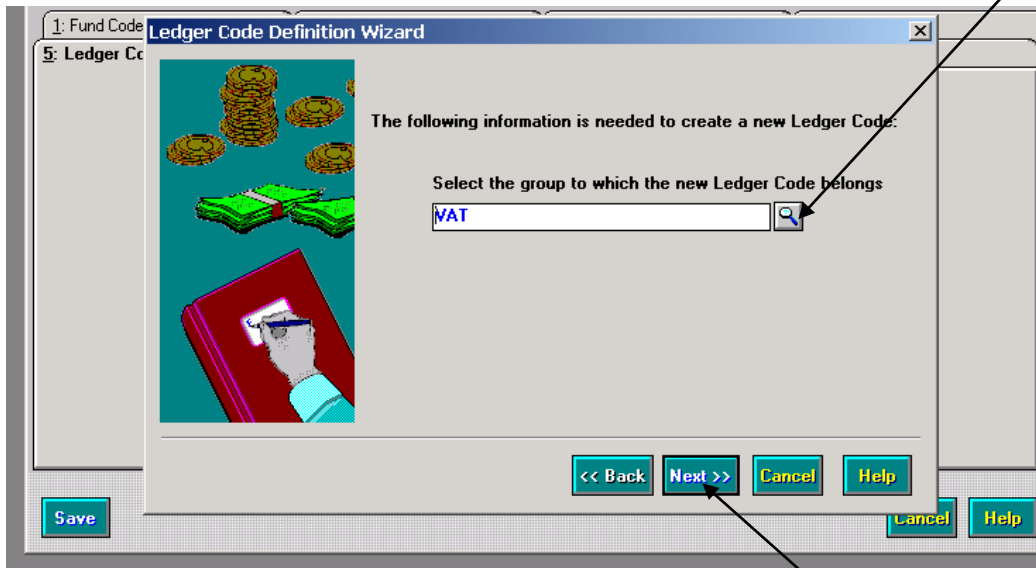 1: Fund Code
5: Ledger Co
Ledger Code Definition Wizard
The following information is needed to create a new Ledger Code:
Select the group to which the new Ledger Code belongs
VAT
<< Back Next >> Cancel Help
Save Cancel Help